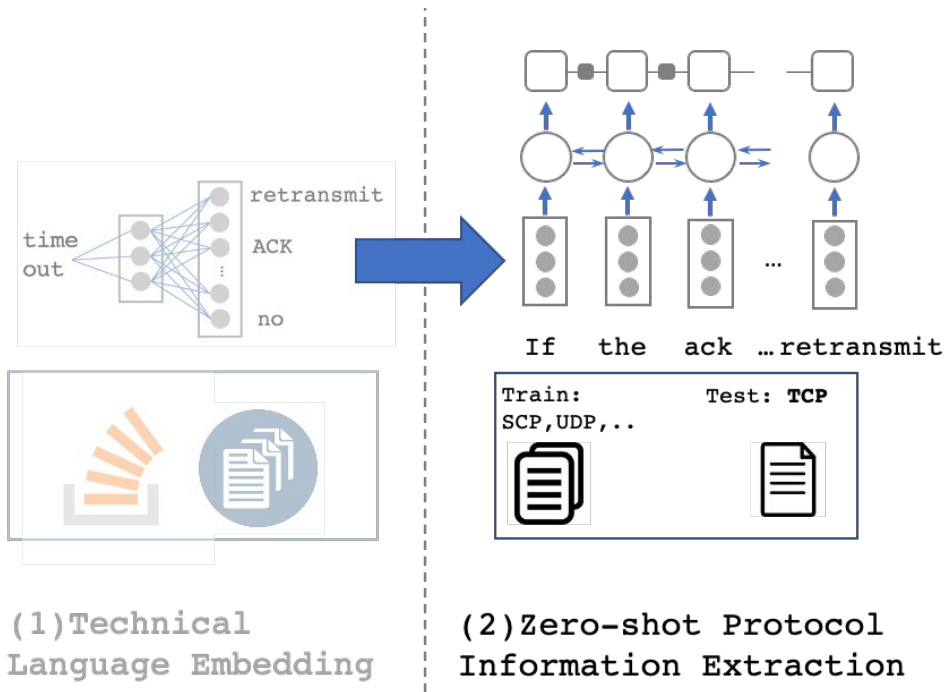 time
out
retransmit
ACK
...
no
If the ack … retransmit
...
Train:
SCP,UDP,..
Test: TCP
(1)Technical
Language Embedding
(2)Zero-shot Protocol
Information Extraction